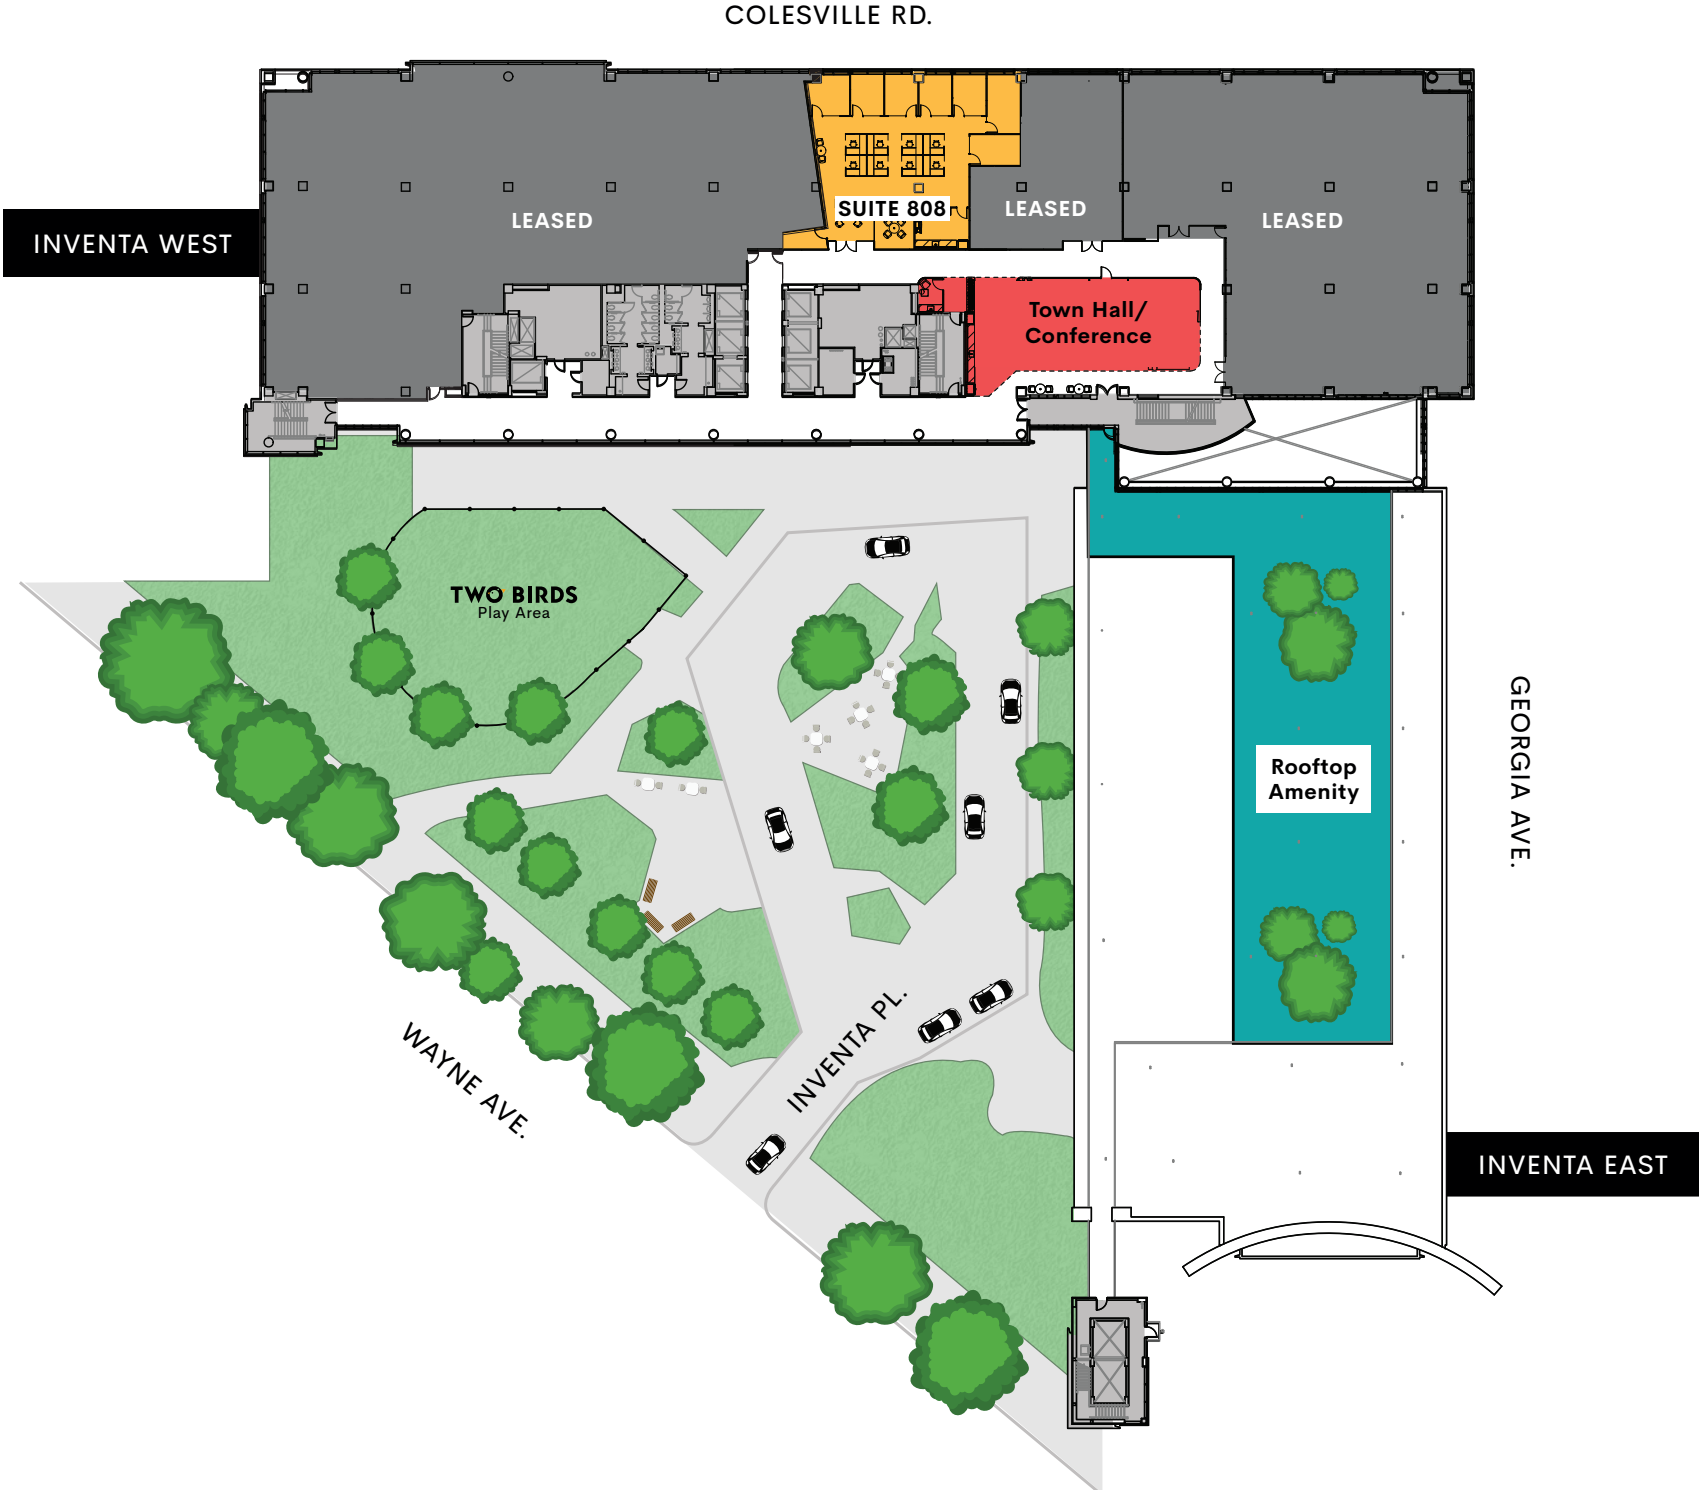 COLESVILLE RD.
INVENTA WEST
LEASED
SUITE 808
LEASED
LEASED
Town Hall/
Conference
TWO BIRDS
Play Area
Rooftop
Amenity
GEORGIA AVE.
INVENTA PL.
WAYNE AVE.
INVENTA EAST